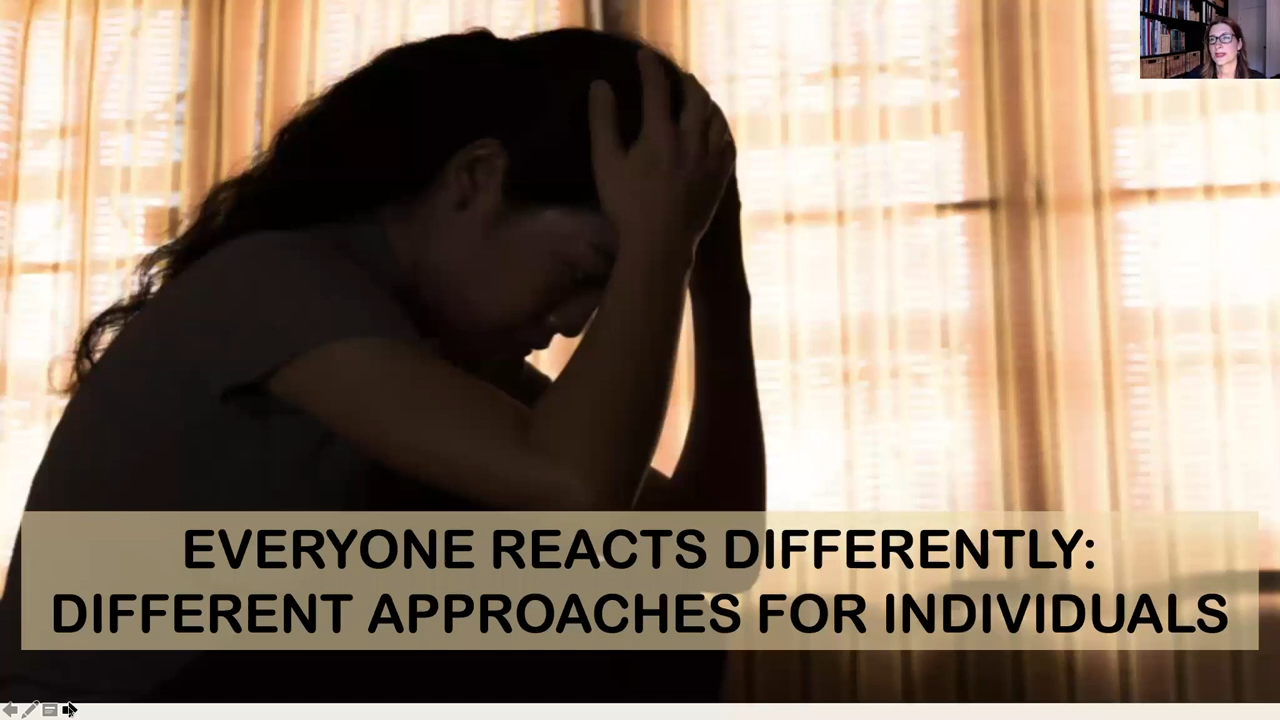 EVERYONE REACTS DIFFERENTLY:
DIFFERENT APPROACHES FOR INDIVIDUALS